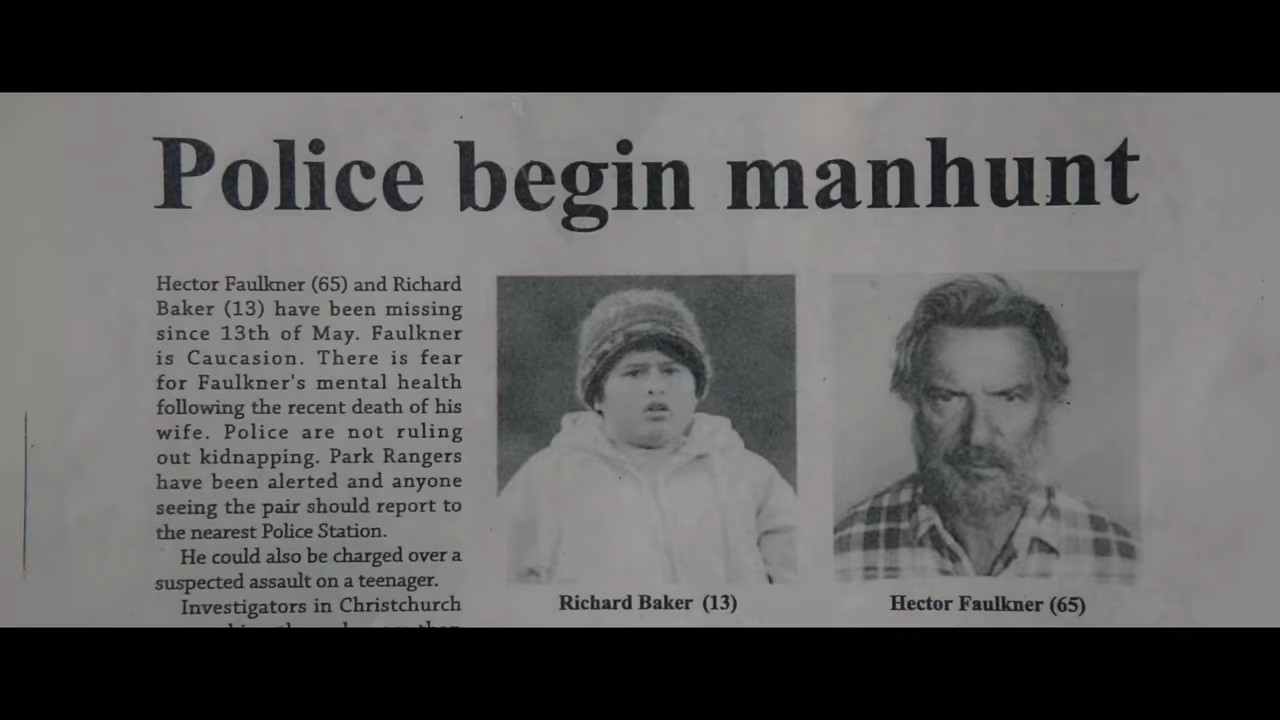 Police begin manhunt
Hector Faulkner (65) and Richard
Baker (13) have been missing
since 13th of May. Faulkner
is Caucasion. There is fear
for Faulkner's mental health
following the recent death of his
wife. Police are not ruling
out kidnapping. Park Rangers
have been alerted and anyone
seeing the pair should report to
the nearest Police Station.
He could also be charged over a
suspected assault on a teenager.
Investigators in Christchurch
Richard Baker (13)
Hector Faulkner (65)